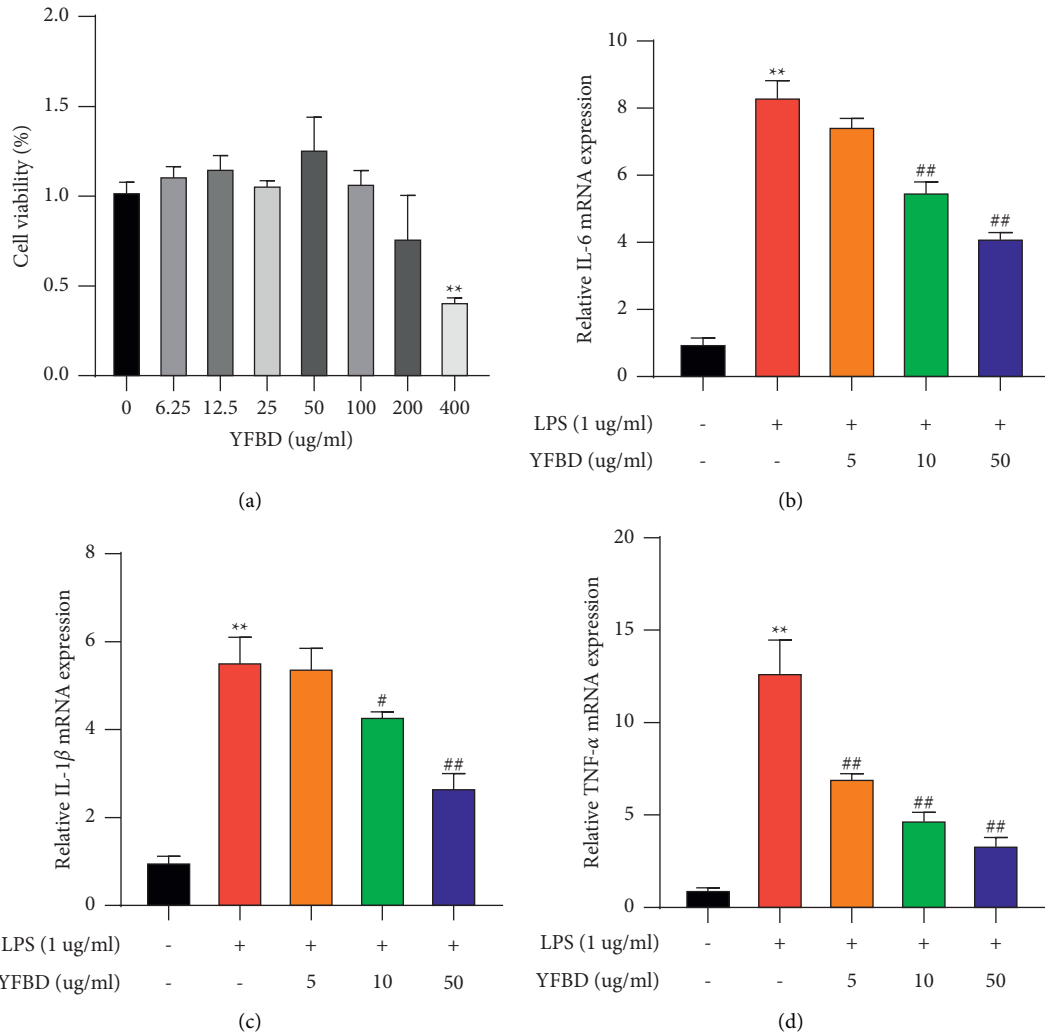 2.0
1.5
1.0
0.5
0.0
Cell viability (%)
**
0 6.25 12.5 25 50 100 200 400
YFBD (ug/ml)
(a)
10
8
6
4
2
0
Relative IL-6 mRNA expression
**
##
##
LPS (1 ug/ml) - + + + +
YFBD (ug/ml) - - 5 10 50
(b)
8
6
4
2
0
Relative IL-1β mRNA expression
**
#
##
LPS (1 ug/ml) - + + + +
YFBD (ug/ml) - - 5 10 50
(c)
20
15
10
5
0
Relative TNF-α mRNA expression
**
##
##
##
LPS (1 ug/ml) - + + + +
YFBD (ug/ml) - - 5 10 50
(d)